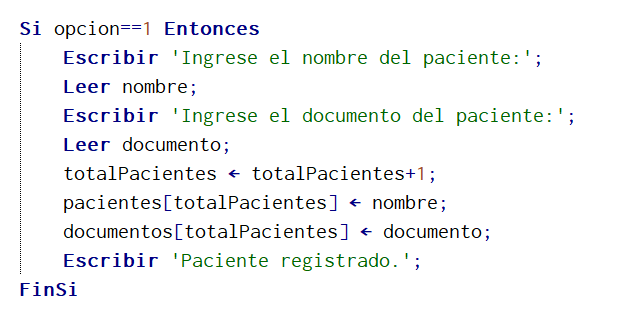 Si opcion==1 Entonces
Escribir 'Ingrese el nombre del paciente:';
Leer nombre;
Escribir 'Ingrese el documento del paciente:';
Leer documento;
totalPacientes ← totalPacientes+1;
pacientes[totalPacientes] ← nombre;
documentos[totalPacientes] ← documento;
Escribir 'Paciente registrado.';
FinSi